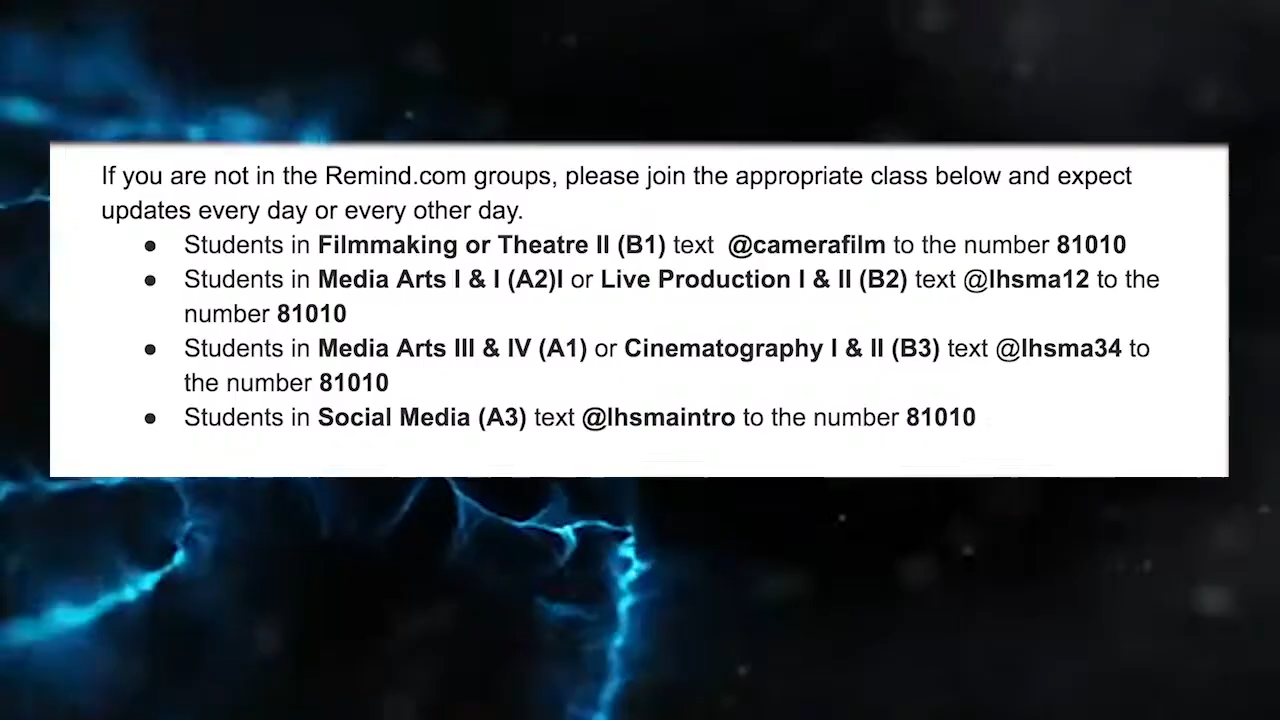 If you are not in the Remind.com groups, please join the appropriate class below and expect
updates every day or every other day.
● Students in Filmmaking or Theatre II (B1) text @camerafilm to the number 81010
● Students in Media Arts I & I (A2)I or Live Production I & II (B2) text @lhsma12 to the
number 81010
● Students in Media Arts III & IV (A1) or Cinematography I & II (B3) text @lhsma34 to
the number 81010
● Students in Social Media (A3) text @lhsmaintro to the number 81010